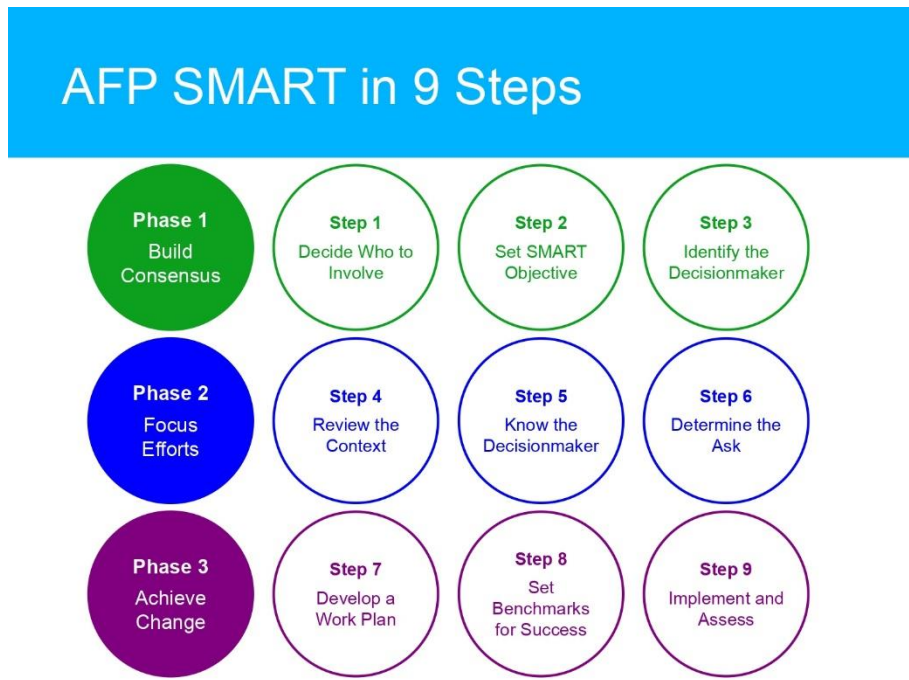 AFP SMART in 9 Steps
Phase 1
Build
Consensus
Step 1
Decide Who to
Involve
Step 2
Set SMART
Objective
Step 3
Identify the
Decisionmaker
Phase 2
Focus
Efforts
Step 4
Review the
Context
Step 5
Know the
Decisionmaker
Step 6
Determine the
Ask
Phase 3
Achieve
Change
Step 7
Develop a
Work Plan
Step 8
Set
Benchmarks
for Success
Step 9
Implement and
Assess